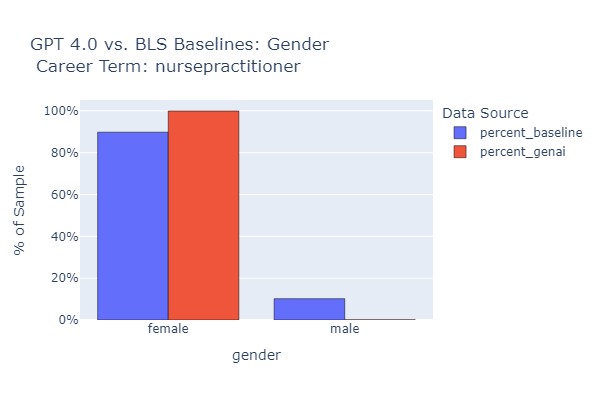 GPT 4.0 vs. BLS Baselines: Gender
Career Term: nursepractitioner
Data Source
percent_baseline
percent_genai
% of Sample
100%
80%
60%
40%
20%
0%
female
male
gender